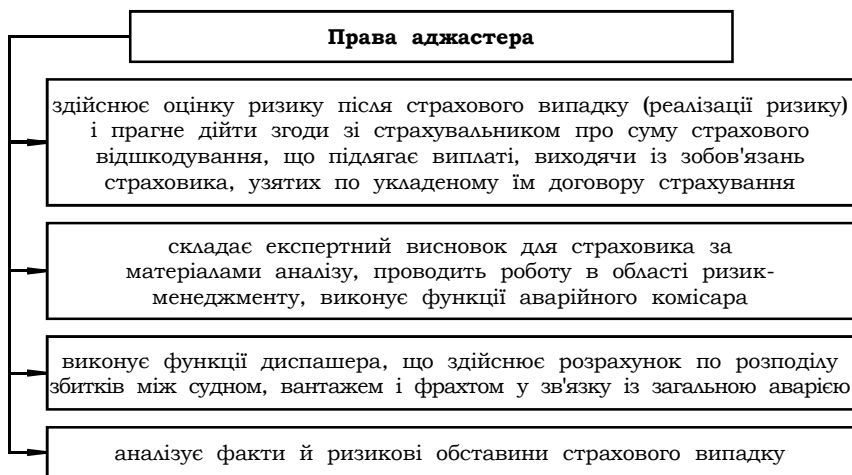 Права аджастера
здійснює оцінку ризику після страхового випадку (реалізації ризику)
і прагне дійти згоди зі страхувальником про суму страхового
відшкодування, що підлягає виплаті, виходячи із зобов'язань
страховика, узятих по укладеному їм договору страхування
складає експертний висновок для страховика за
матеріалами аналізу, проводить роботу в області ризик-
менеджменту, виконує функції аварійного комісара
виконує функції диспашера, що здійснює розрахунок по розподілу
збитків між судном, вантажем і фрахтом у зв'язку із загальною аварією
аналізує факти й ризикові обставини страхового випадку